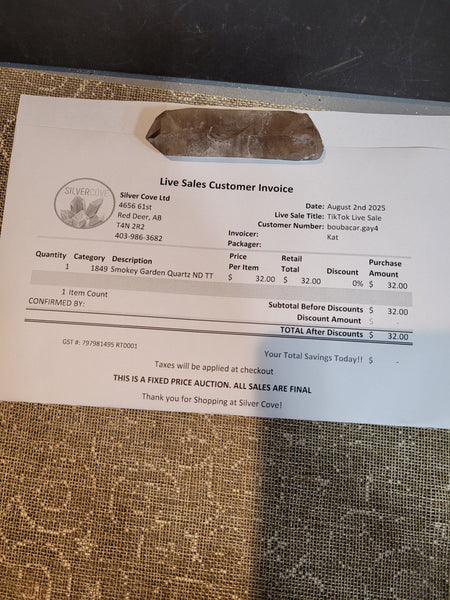 Live Sales Customer Invoice
SILVER COVE
Silver Cove Ltd
4656 61st
Red Deer, AB
T4N 2R2
403-986-3682
Date: August 2nd 2025
Live Sale Title: TikTok Live Sale
Customer Number: boubacar.gay4
Invoicer: Kat
Packager:
Quantity Category Description Price Per Item Retail Total Discount Purchase Amount
1 1849 Smokey Garden Quartz ND TT $ 32.00 $ 32.00 0% $ 32.00
1 Item Count
Subtotal Before Discounts $ 32.00
CONFIRMED BY:
Discount Amount $ -
TOTAL After Discounts $ 32.00
GST #: 797981495 RT0001
Your Total Savings Today!! $ -
Taxes will be applied at checkout
THIS IS A FIXED PRICE AUCTION. ALL SALES ARE FINAL
Thank you for Shopping at Silver Cove!